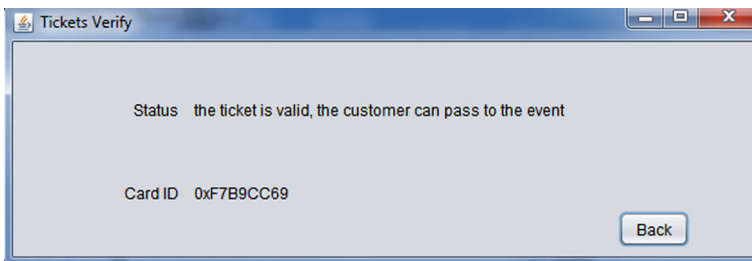 Tickets Verify
Status the ticket is valid, the customer can pass to the event
Card ID 0xF7B9CC69
Back